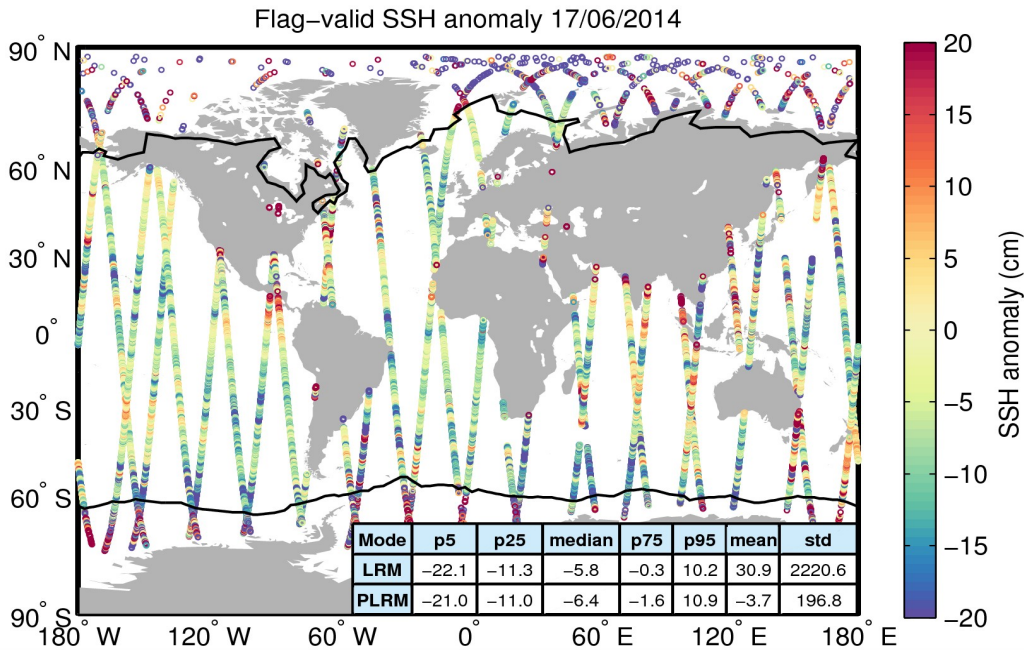 Flag−valid SSH anomaly 17/06/2014
90° N
60° N
30° N
0°
30° S
60° S
90° S
180° W
120° W
60° W
0°
60° E
120° E
180° E
Mode p5 p25 median p75 p95 mean std
LRM −22.1 −11.3 −5.8 −0.3 10.2 30.9 2220.6
PLRM −21.0 −11.0 −6.4 −1.6 10.9 −3.7 196.8
20
15
10
5
0
−5
−10
−15
−20
SSH anomaly (cm)